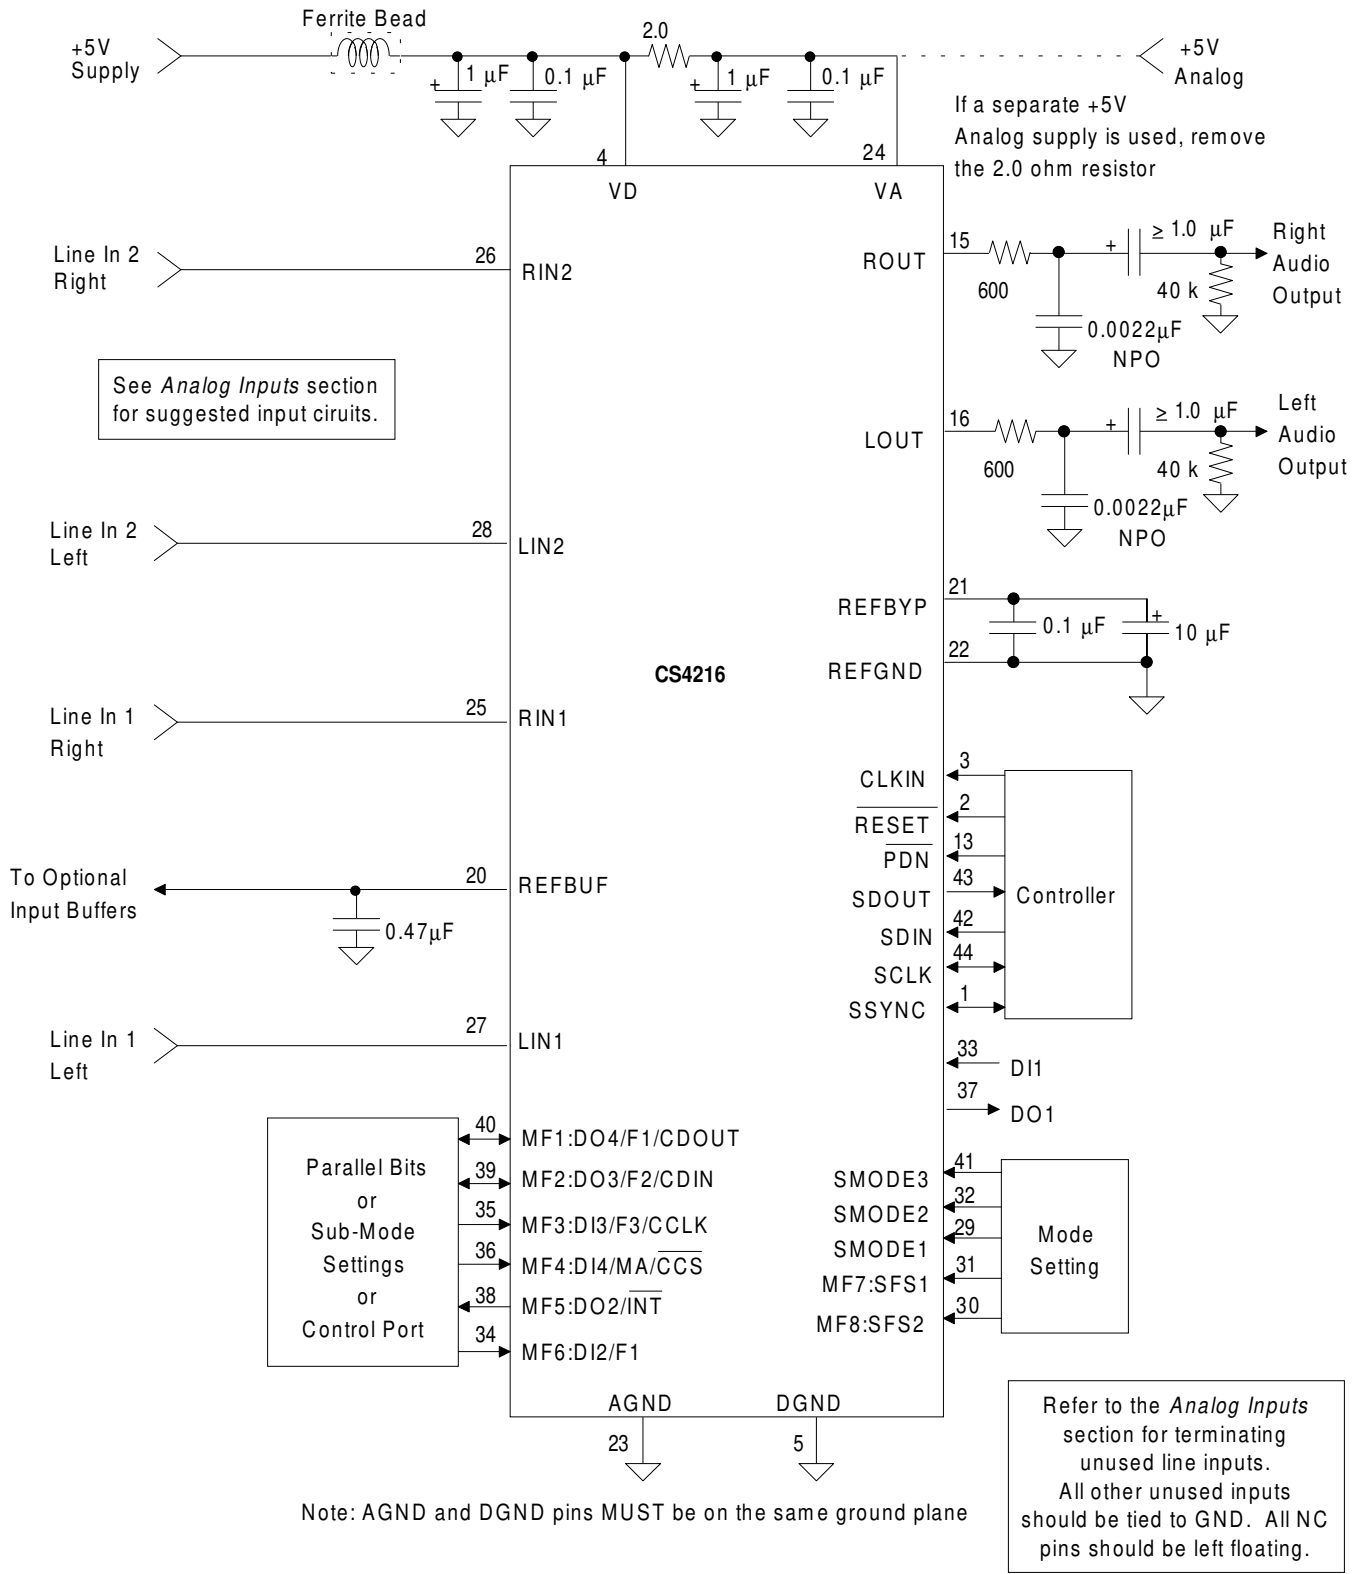 Ferrite Bead
+5V
Supply
+
1 µF
0.1 µF
2.0
+
1 µF
0.1 µF
+5V
Analog
If a separate +5V
Analog supply is used, remove
the 2.0 ohm resistor
4
24
VD
VA
Line In 2
Right
26
RIN2
15
ROUT
600
+
≥ 1.0 µF
40 k
0.0022µF
NPO
Right
Audio
Output
See Analog Inputs section
for suggested input ciruits.
16
LOUT
600
+
≥ 1.0 µF
40 k
0.0022µF
NPO
Left
Audio
Output
Line In 2
Left
28
LIN2
21
REFBYP
0.1 µF
+
10 µF
22
REFGND
CS4216
Line In 1
Right
25
RIN1
To Optional
Input Buffers
20
REFBUF
0.47µF
Line In 1
Left
27
LIN1
CLKIN
3
RESET
2
PDN
13
SDOUT
43
SDIN
42
SCLK
44
SSYNC
1
Controller
33
DI1
37
DO1
Parallel Bits
or
Sub-Mode
Settings
or
Control Port
40
MF1:DO4/F1/CDOUT
39
MF2:DO3/F2/CDIN
35
MF3:DI3/F3/CCLK
36
MF4:DI4/MA/CCS
38
MF5:DO2/INT
34
MF6:DI2/F1
SMODE3
41
SMODE2
32
SMODE1
29
MF7:SFS1
31
MF8:SFS2
30
Mode
Setting
AGND
DGND
23
5
Note: AGND and DGND pins MUST be on the same ground plane
Refer to the Analog Inputs
section for terminating
unused line inputs.
All other unused inputs
should be tied to GND. All NC
pins should be left floating.